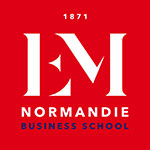 1871
EM
NORMANDIE
BUSINESS SCHOOL